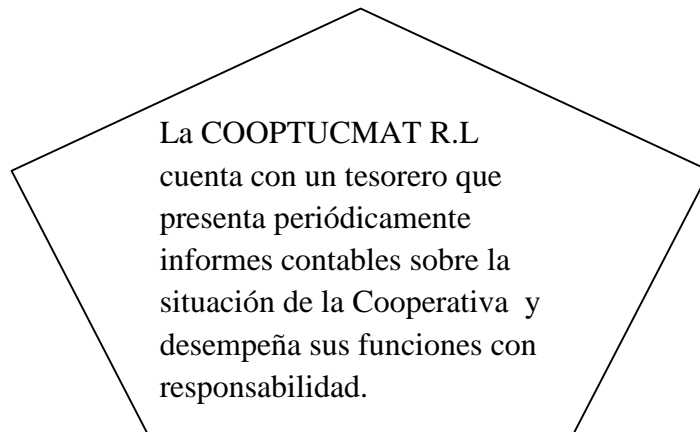 La COOPTUCMAT R.L
cuenta con un tesorero que
presenta periódicamente
informes contables sobre la
situación de la Cooperativa  y
desempeña sus funciones con
responsabilidad.